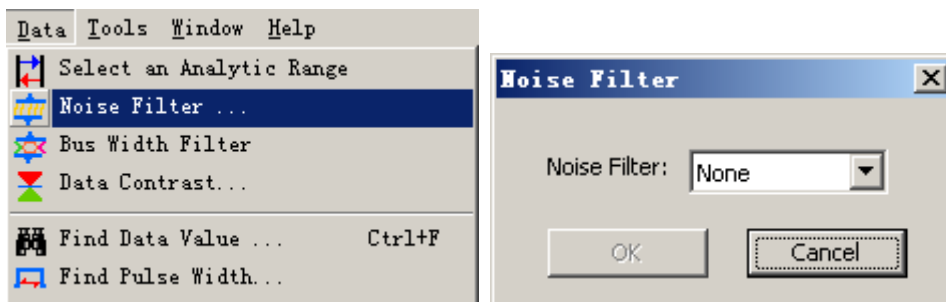 Data Tools Window Help
Select an Analytic Range
Noise Filter ...
Bus Width Filter
Data Contrast...
Find Data Value ... Ctrl+F
Find Pulse Width...
Noise Filter
Noise Filter: None
OK Cancel